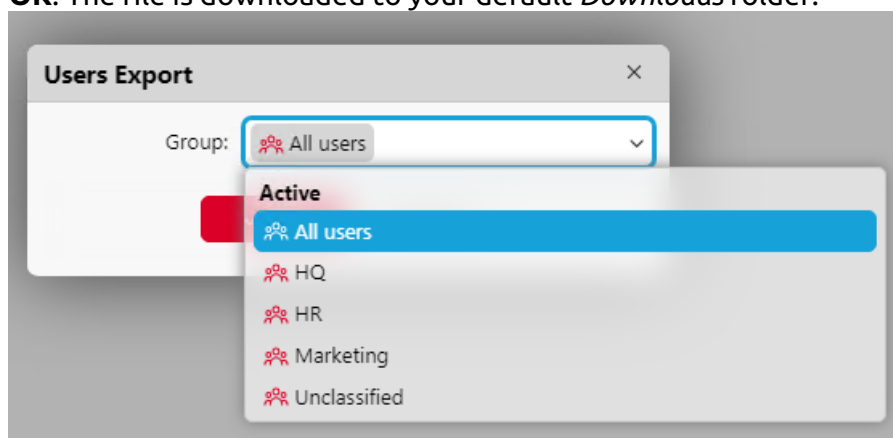 OK. The file is downloaded to your default Downloads folder.
Users Export
Group: All users
Active
All users
HQ
HR
Marketing
Unclassified